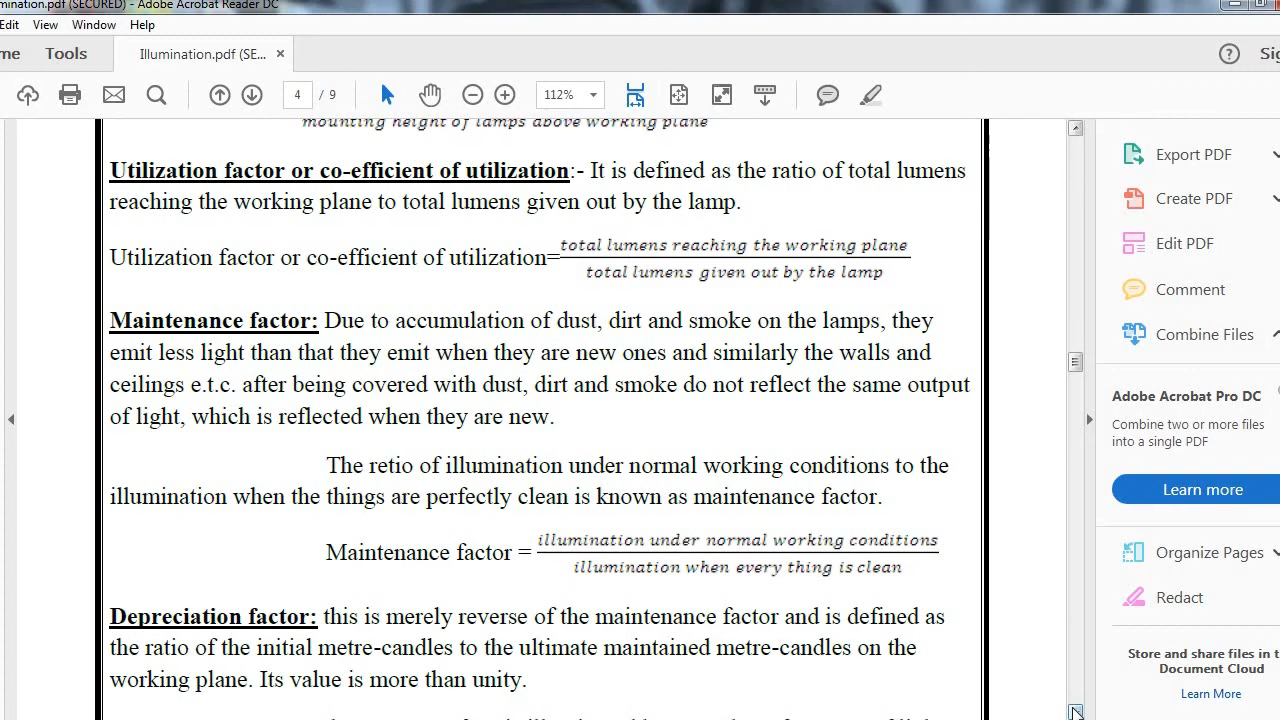 mination.pdf (SECURED) - Adobe Acrobat Reader DC
Edit View Window Help
me Tools Illumination.pdf (SE... ×
4 / 9 112%
mounting height of lamps above working plane
Utilization factor or co-efficient of utilization:- It is defined as the ratio of total lumens
reaching the working plane to total lumens given out by the lamp.
total lumens reaching the working plane
Utilization factor or co-efficient of utilization=
total lumens given out by the lamp
Maintenance factor: Due to accumulation of dust, dirt and smoke on the lamps, they
emit less light than that they emit when they are new ones and similarly the walls and
ceilings e.t.c. after being covered with dust, dirt and smoke do not reflect the same output
of light, which is reflected when they are new.
The retio of illumination under normal working conditions to the
illumination when the things are perfectly clean is known as maintenance factor.
illumination under normal working conditions
Maintenance factor =
illumination when every thing is clean
Depreciation factor: this is merely reverse of the maintenance factor and is defined as
the ratio of the initial metre-candles to the ultimate maintained metre-candles on the
working plane. Its value is more than unity.
Sig
Export PDF
Create PDF
Edit PDF
Comment
Combine Files
Adobe Acrobat Pro DC
Combine two or more files
into a single PDF
Learn more
Organize Pages
Redact
Store and share files in t
Document Cloud
Learn More